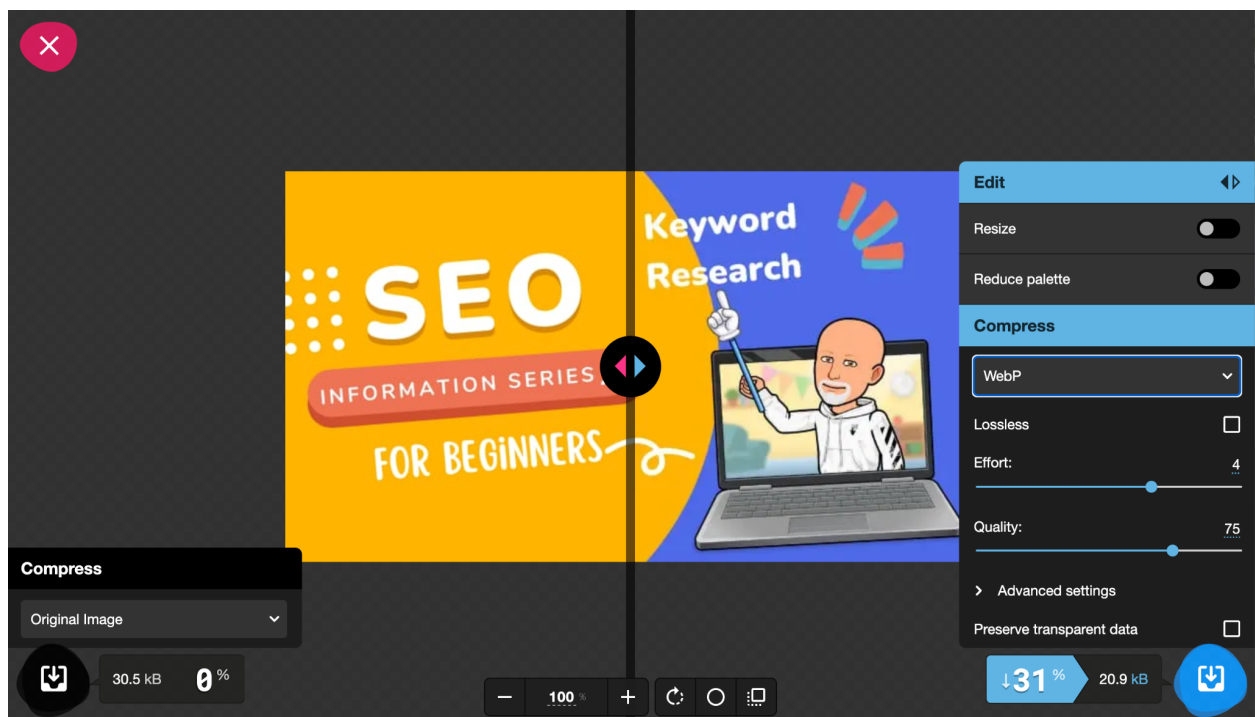 SEO
INFORMATION SERIES
FOR BEGiNNERS
Keyword
Research
Edit
Resize
Reduce palette
Compress
WebP
Lossless
Effort: 4
Quality: 75
Advanced settings
Preserve transparent data
Compress
Original Image
30.5 kB 0 %
100 %
↓31 % 20.9 kB